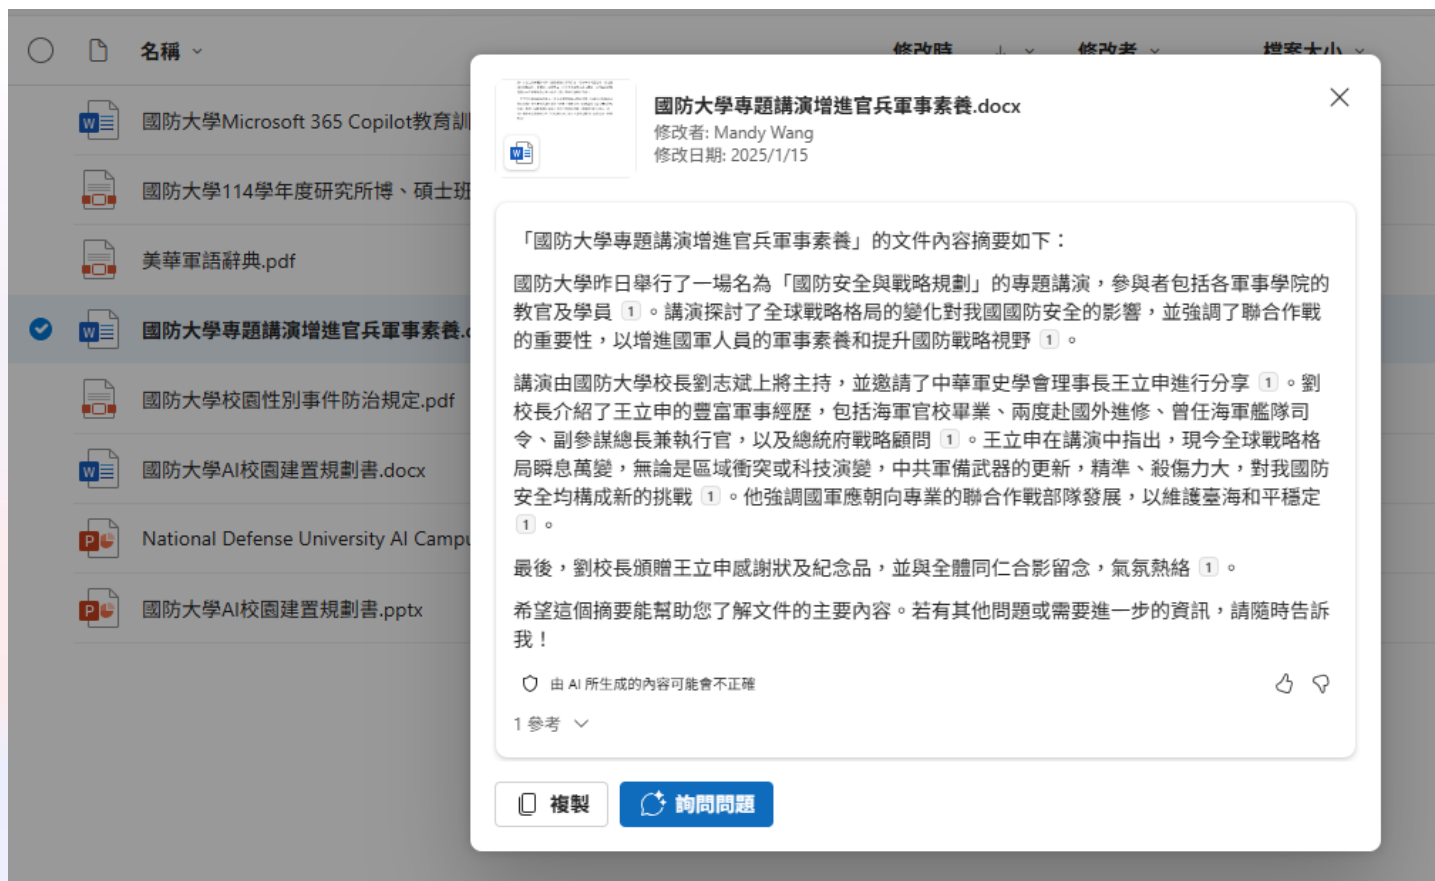 名稱
修改時
修改者
檔案大小
國防大學Microsoft 365 Copilot教育訓
國防大學114學年度研究所博、碩士班
美華軍語辭典.pdf
國防大學專題講演增進官兵軍事素養.
國防大學校園性別事件防治規定.pdf
國防大學AI校園建置規劃書.docx
National Defense University AI Camp
國防大學AI校園建置規劃書.pptx
國防大學專題講演增進官兵軍事素養.docx
修改者: Mandy Wang
修改日期: 2025/1/15
「國防大學專題講演增進官兵軍事素養」的文件內容摘要如下：
國防大學昨日舉行了一場名為「國防安全與戰略規劃」的專題講演，參與者包括各軍事學院的
教官及學員 1 。講演探討了全球戰略格局的變化對我國國防安全的影響，並強調了聯合作戰
的重要性，以增進國軍人員的軍事素養和提升國防戰略視野 1 。
講演由國防大學校長劉志斌上將主持，並邀請了中華軍史學會理事長王立申進行分享 1 。劉
校長介紹了王立申的豐富軍事經歷，包括海軍官校畢業、兩度赴國外進修、曾任海軍艦隊司
令、副參謀總長兼執行官，以及總統府戰略顧問 1 。王立申在講演中指出，現今全球戰略格
局瞬息萬變，無論是區域衝突或科技演變，中共軍備武器的更新，精準、殺傷力大，對我國防
安全均構成新的挑戰 1 。他強調國軍應朝向專業的聯合作戰部隊發展，以維護臺海和平穩定
1 。
最後，劉校長頒贈王立申感謝狀及紀念品，並與全體同仁合影留念，氣氛熱絡 1 。
希望這個摘要能幫助您了解文件的主要內容。若有其他問題或需要進一步的資訊，請隨時告訴
我！
由 AI 所生成的內容可能會不正確
1 參考
複製
詢問問題